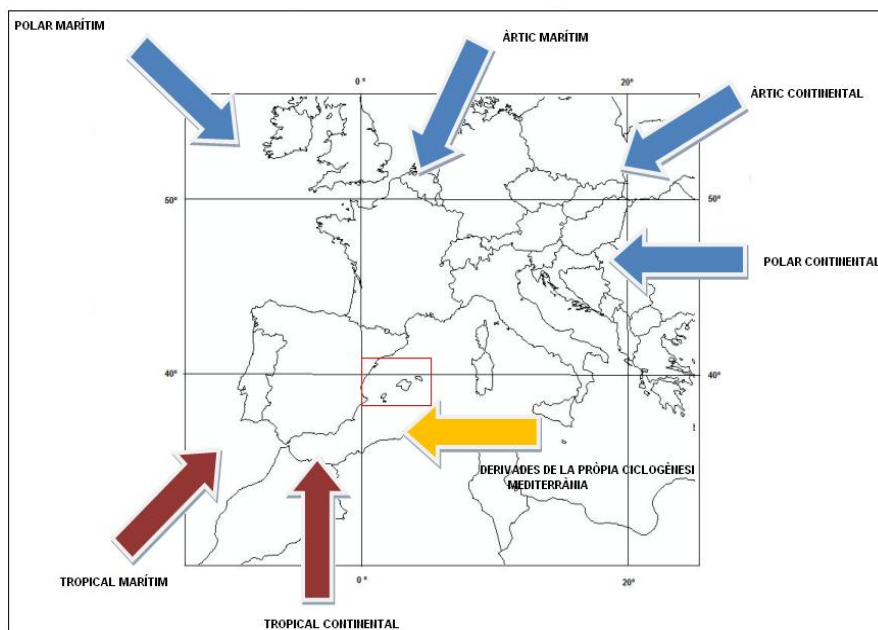 POLAR MARÍTIM
ÀRTIC MARÍTIM
0 º
20 º
ÀRTIC CONTINENTAL
50 º
50 º
POLAR CONTINENTAL
40 º
40 º
DERIVADES DE LA PRÒPIA CICLOGÈNESI
MEDITERRÀNIA
TROPICAL MARÍTIM
0 º
20 º
TROPICAL CONTINENTAL